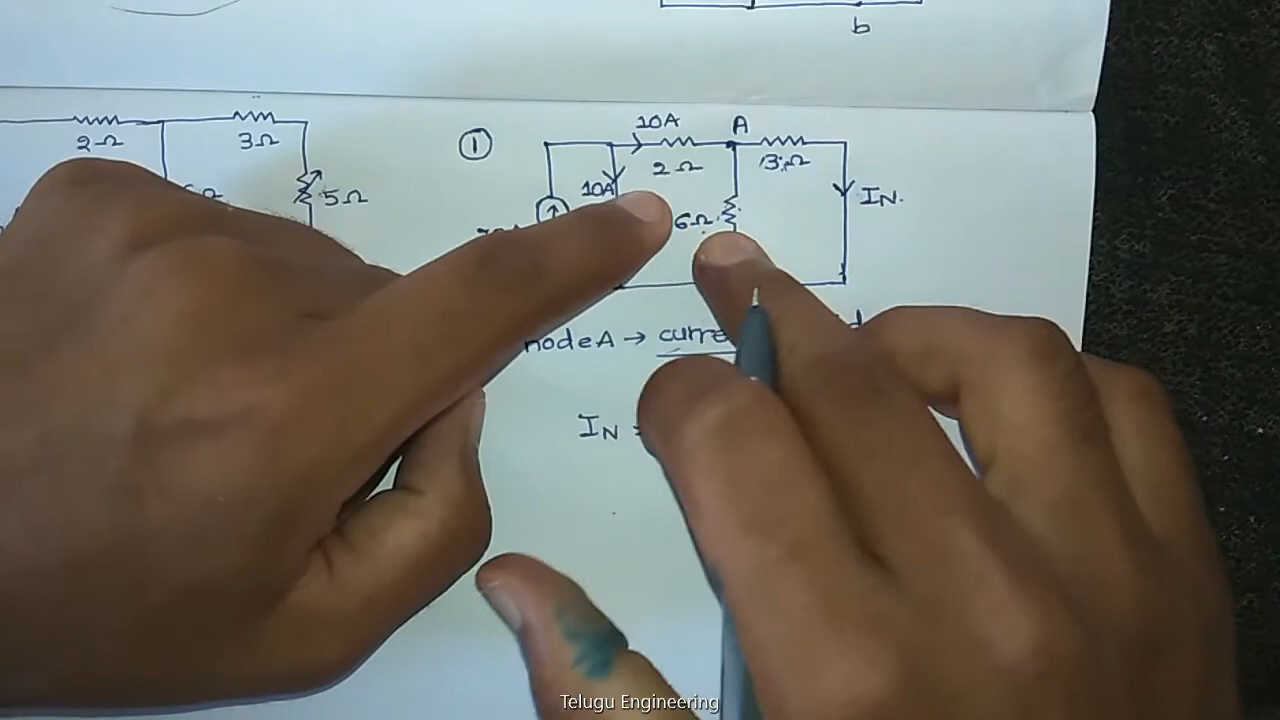 b
2Ω
3Ω
5Ω
①
10A
A
2Ω
3Ω
10A
6Ω
IN.
node A → curre
IN
Telugu Engineering